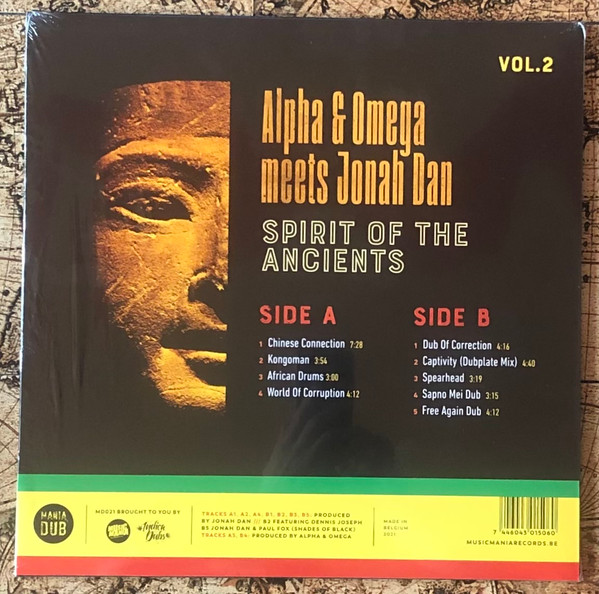 VOL.2
Alpha & Omega
meets Jonah Dan
SPIRIT OF THE
ANCIENTS
SIDE A
1 Chinese Connection 7:28
2 Kongoman 3:54
3 African Drums 3:00
4 World Of Corruption 4:12
SIDE B
1 Dub Of Correction 4:16
2 Captivity (Dubplate Mix) 4:40
3 Spearhead 3:19
4 Sapno Mei Dub 3:15
5 Free Again Dub 4:12
MANIA
DUB
MD021 BROUGHT TO YOU BY
Indica
Dubs
TRACKS A1, A2, A4, B1, B2, B3, B5: PRODUCED
BY JONAH DAN /// B2 FEATURING DENNIS JOSEPH
B5 JONAH DAN & PAUL FOX (SHADES OF BLACK)
TRACKS A3, B4: PRODUCED BY ALPHA & OMEGA
MADE IN
BELGIUM
2021
7 446045 015060
MUSICMANIARECORDS.BE